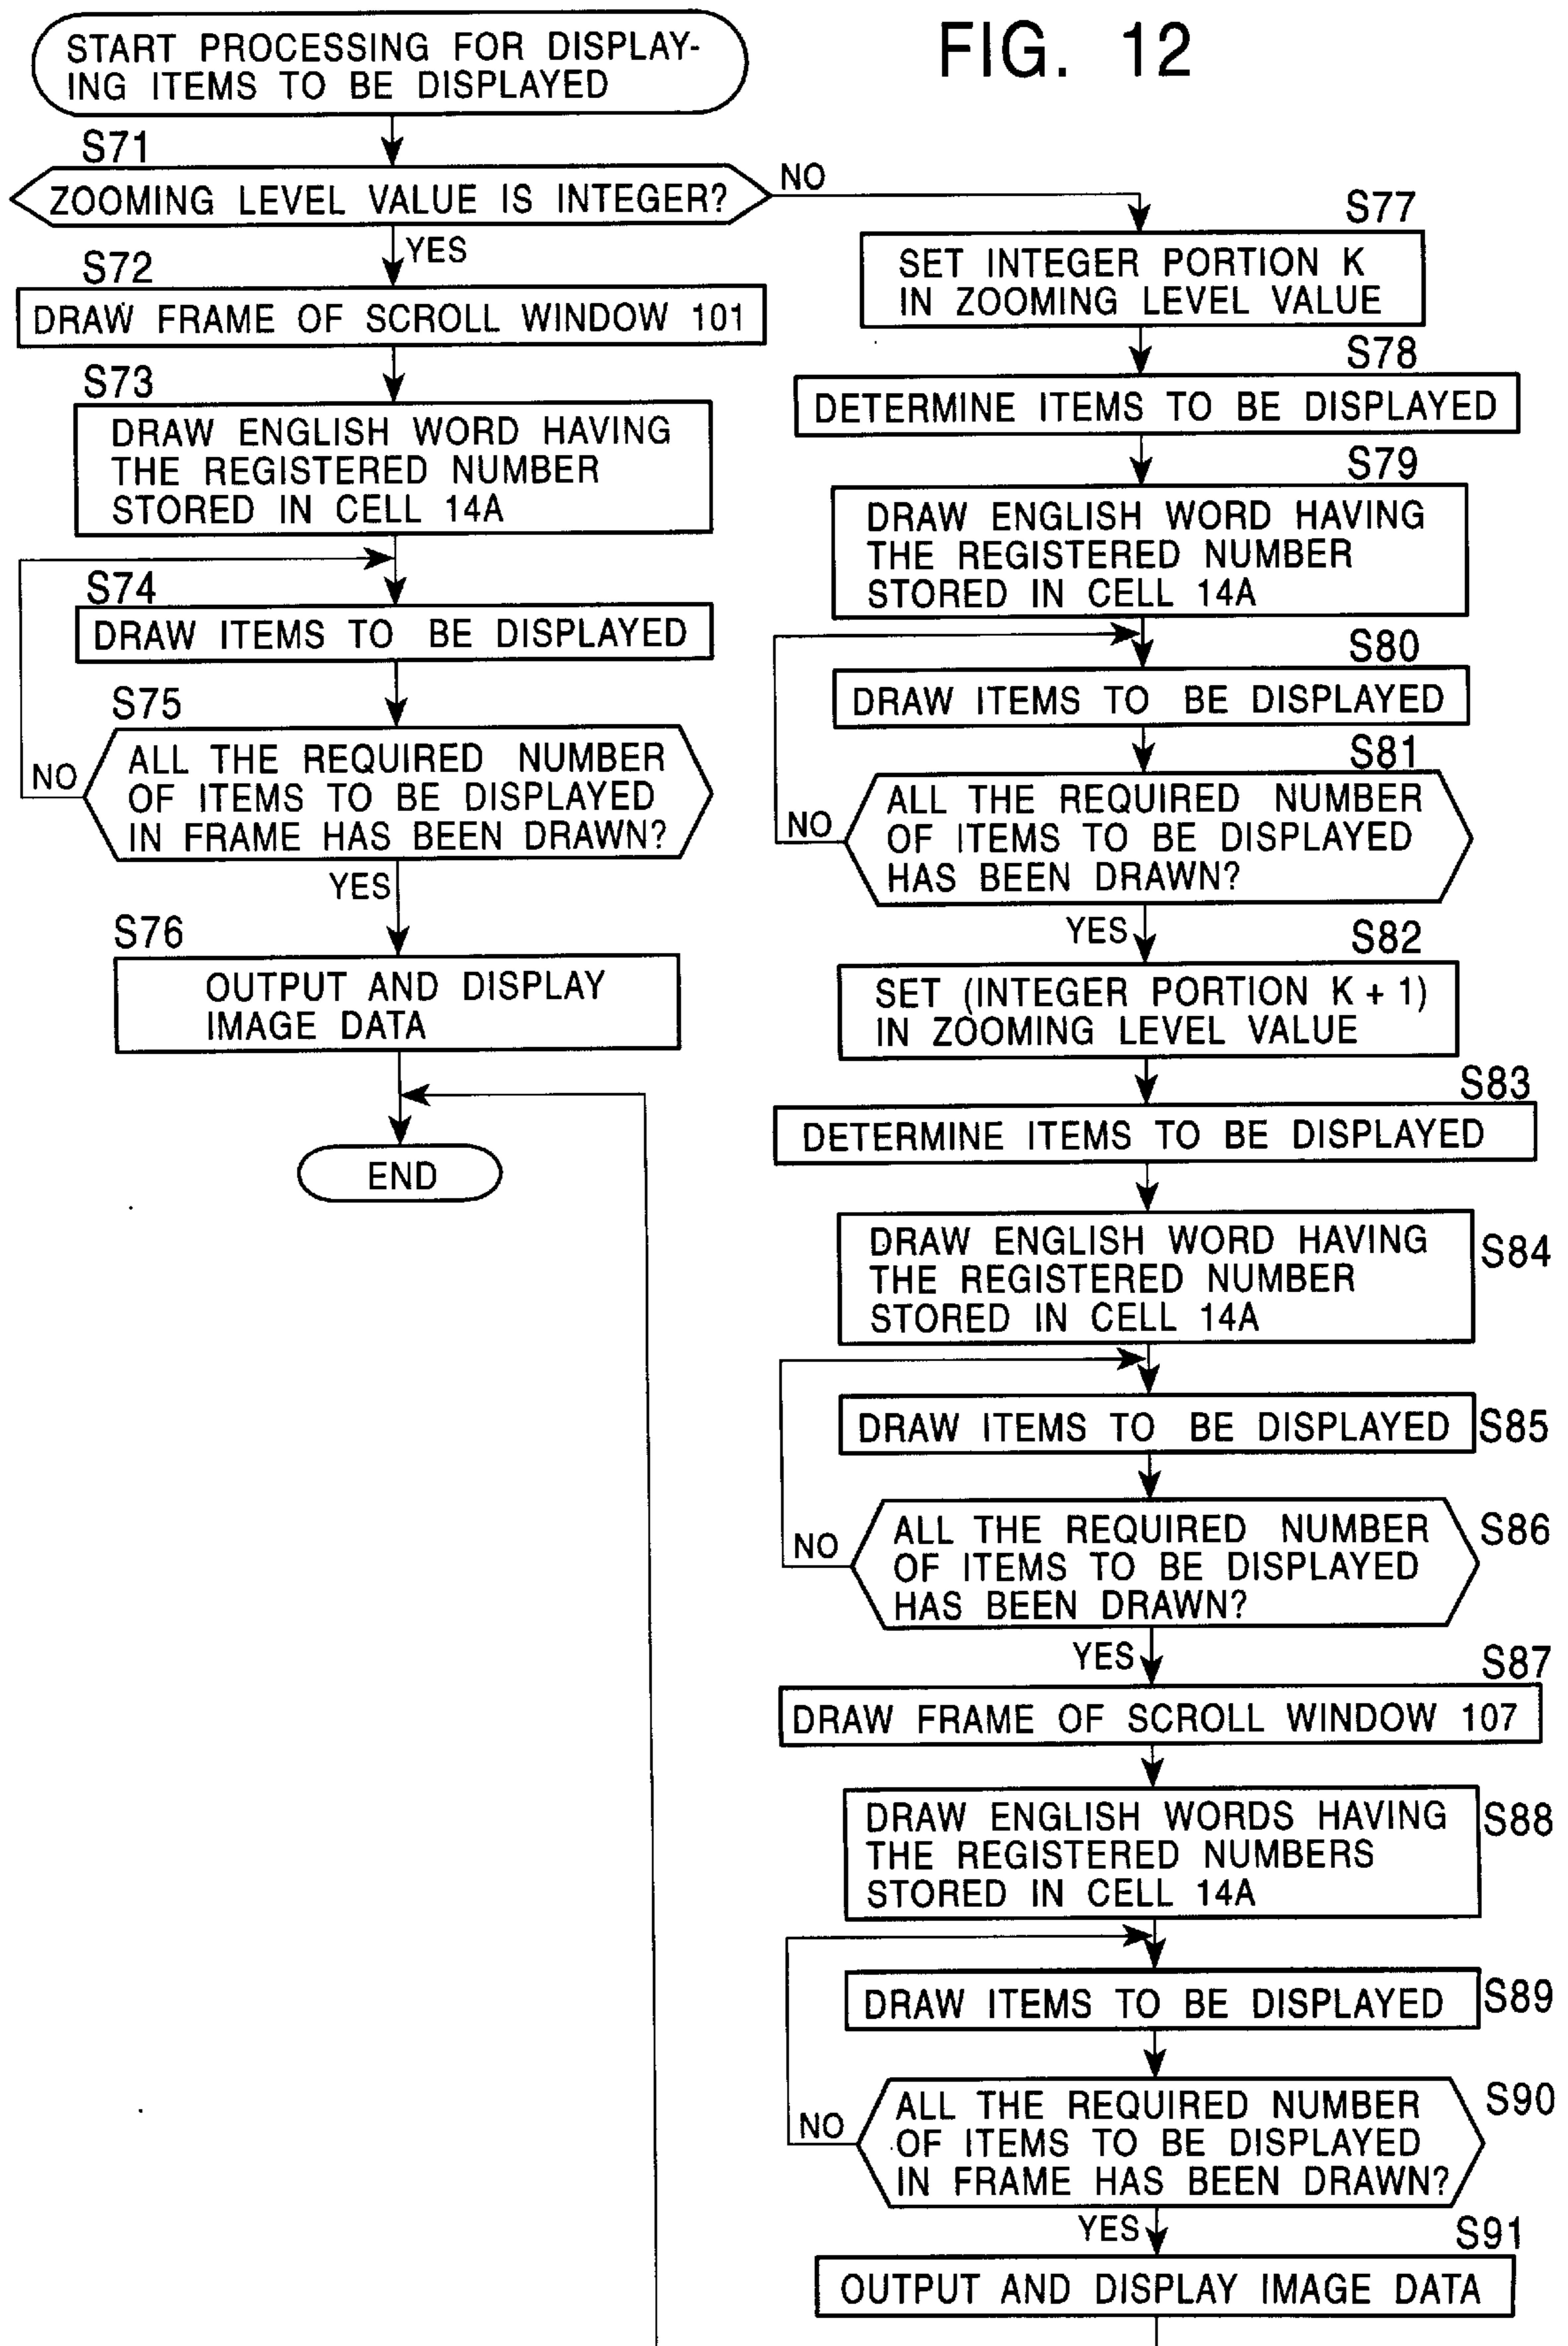 FIG. 12
START PROCESSING FOR DISPLAY-
ING ITEMS TO BE DISPLAYED
S71
ZOOMING LEVEL VALUE IS INTEGER?
NO
YES
S72
DRAW FRAME OF SCROLL WINDOW 101
S73
DRAW ENGLISH WORD HAVING
THE REGISTERED NUMBER
STORED IN CELL 14A
S74
DRAW ITEMS TO BE DISPLAYED
S75
ALL THE REQUIRED NUMBER
OF ITEMS TO BE DISPLAYED
IN FRAME HAS BEEN DRAWN?
NO
YES
S76
OUTPUT AND DISPLAY
IMAGE DATA
END
S77
SET INTEGER PORTION K
IN ZOOMING LEVEL VALUE
S78
DETERMINE ITEMS TO BE DISPLAYED
S79
DRAW ENGLISH WORD HAVING
THE REGISTERED NUMBER
STORED IN CELL 14A
S80
DRAW ITEMS TO BE DISPLAYED
S81
ALL THE REQUIRED NUMBER
OF ITEMS TO BE DISPLAYED
HAS BEEN DRAWN?
NO
YES
S82
SET (INTEGER PORTION K + 1)
IN ZOOMING LEVEL VALUE
S83
DETERMINE ITEMS TO BE DISPLAYED
S84
DRAW ENGLISH WORD HAVING
THE REGISTERED NUMBER
STORED IN CELL 14A
S85
DRAW ITEMS TO BE DISPLAYED
S86
ALL THE REQUIRED NUMBER
OF ITEMS TO BE DISPLAYED
HAS BEEN DRAWN?
NO
YES
S87
DRAW FRAME OF SCROLL WINDOW 107
S88
DRAW ENGLISH WORDS HAVING
THE REGISTERED NUMBERS
STORED IN CELL 14A
S89
DRAW ITEMS TO BE DISPLAYED
S90
ALL THE REQUIRED NUMBER
OF ITEMS TO BE DISPLAYED
IN FRAME HAS BEEN DRAWN?
NO
YES
S91
OUTPUT AND DISPLAY IMAGE DATA